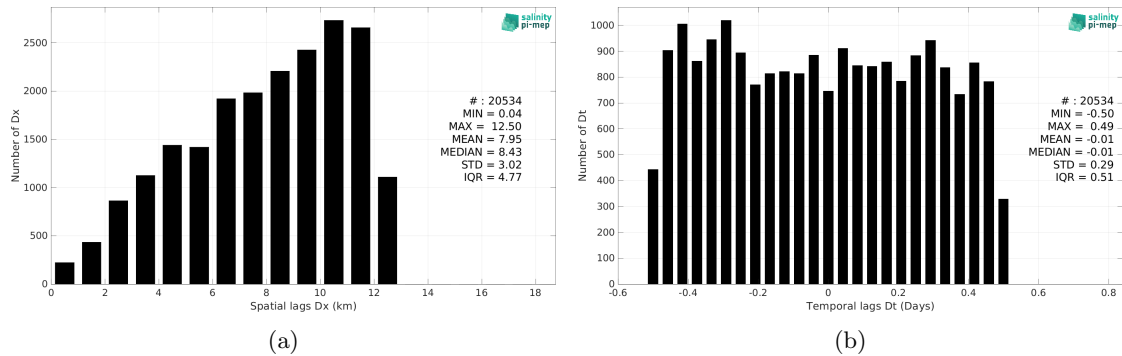 salinity
pi-mep
2500
2000
1500
1000
500
0
Number of Dx
# : 20534
MIN = 0.04
MAX = 12.50
MEAN = 7.95
MEDIAN = 8.43
STD = 3.02
IQR = 4.77
0 2 4 6 8 10 12 14 16 18
Spatial lags Dx (km)
(a)
salinity
pi-mep
1000
900
800
700
600
500
400
300
200
100
0
Number of Dt
# : 20534
MIN = -0.50
MAX = 0.49
MEAN = -0.01
MEDIAN = -0.01
STD = 0.29
IQR = 0.51
-0.6 -0.4 -0.2 0 0.2 0.4 0.6 0.8
Temporal lags Dt (Days)
(b)